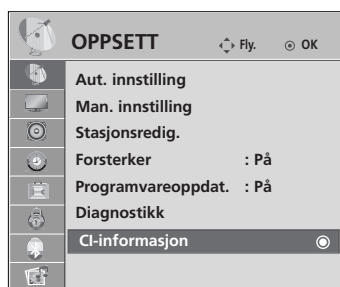 OPPSETT Fly. OK
Aut. innstilling
Man. innstilling
Stasjonsredig.
Forsterker : På
Programvareoppdat. : På
Diagnostikk
CI-informasjon